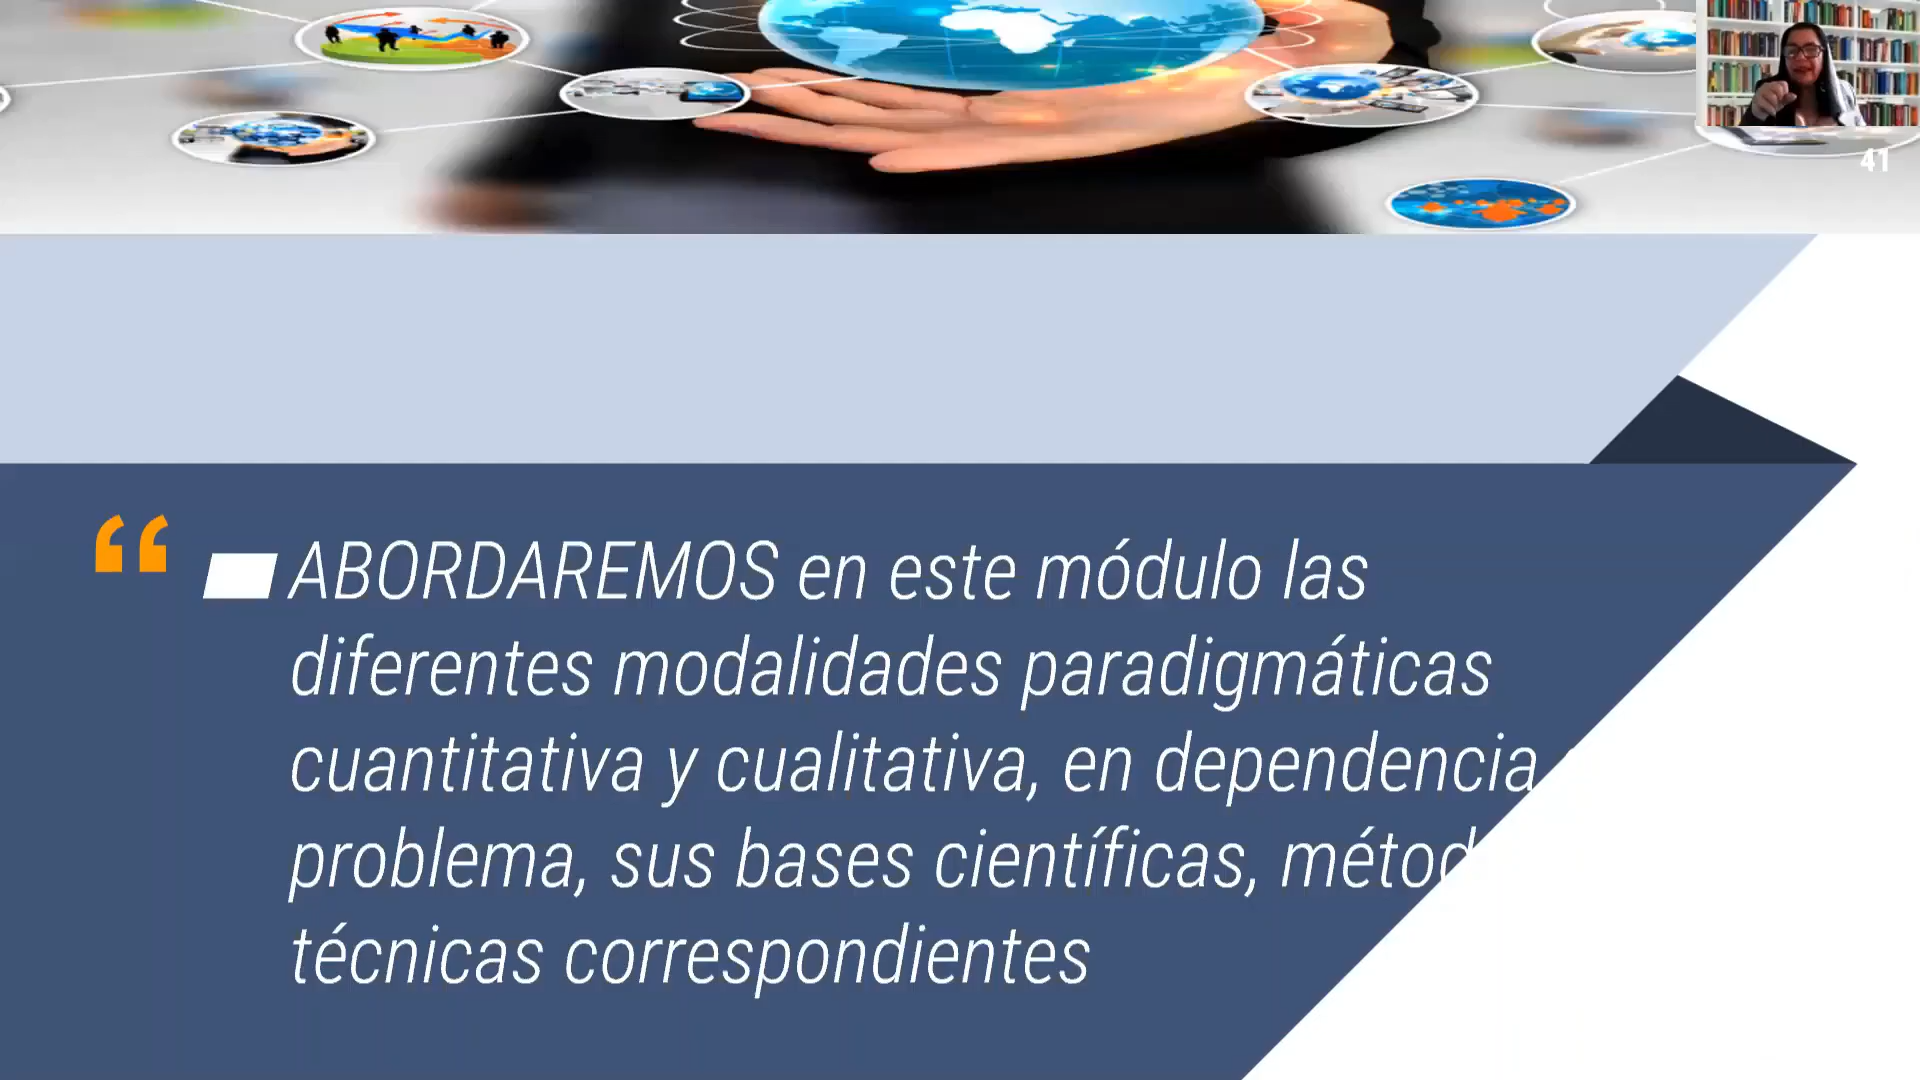 41
“ ABORDAREMOS en este módulo las
diferentes modalidades paradigmáticas
cuantitativa y cualitativa, en dependencia
problema, sus bases científicas,
técnicas correspondientes